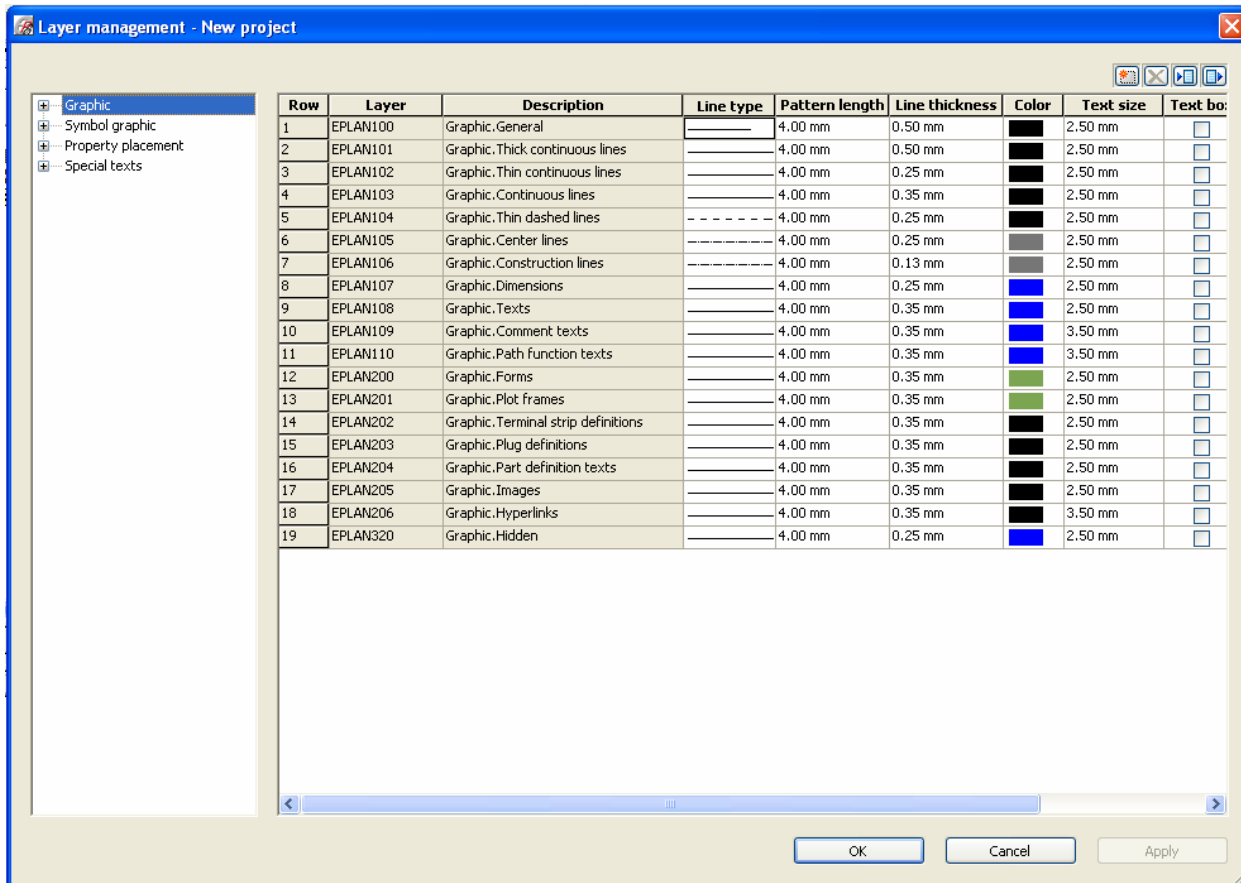 Layer management - New project
Graphic
Symbol graphic
Property placement
Special texts
Row Layer Description Line type Pattern length Line thickness Color Text size Text bo
1 EPLAN100 Graphic.General 4.00 mm 0.50 mm 2.50 mm
2 EPLAN101 Graphic.Thick continuous lines 4.00 mm 0.50 mm 2.50 mm
3 EPLAN102 Graphic.Thin continuous lines 4.00 mm 0.25 mm 2.50 mm
4 EPLAN103 Graphic.Continuous lines 4.00 mm 0.35 mm 2.50 mm
5 EPLAN104 Graphic.Thin dashed lines 4.00 mm 0.25 mm 2.50 mm
6 EPLAN105 Graphic.Center lines 4.00 mm 0.25 mm 2.50 mm
7 EPLAN106 Graphic.Construction lines 4.00 mm 0.13 mm 2.50 mm
8 EPLAN107 Graphic.Dimensions 4.00 mm 0.25 mm 2.50 mm
9 EPLAN108 Graphic.Texts 4.00 mm 0.35 mm 2.50 mm
10 EPLAN109 Graphic.Comment texts 4.00 mm 0.35 mm 3.50 mm
11 EPLAN110 Graphic.Path function texts 4.00 mm 0.35 mm 3.50 mm
12 EPLAN200 Graphic.Forms 4.00 mm 0.35 mm 2.50 mm
13 EPLAN201 Graphic.Plot frames 4.00 mm 0.35 mm 2.50 mm
14 EPLAN202 Graphic.Terminal strip definitions 4.00 mm 0.35 mm 2.50 mm
15 EPLAN203 Graphic.Plug definitions 4.00 mm 0.35 mm 2.50 mm
16 EPLAN204 Graphic.Part definition texts 4.00 mm 0.35 mm 2.50 mm
17 EPLAN205 Graphic.Images 4.00 mm 0.35 mm 2.50 mm
18 EPLAN206 Graphic.Hyperlinks 4.00 mm 0.35 mm 3.50 mm
19 EPLAN320 Graphic.Hidden 4.00 mm 0.25 mm 2.50 mm
OK Cancel Apply